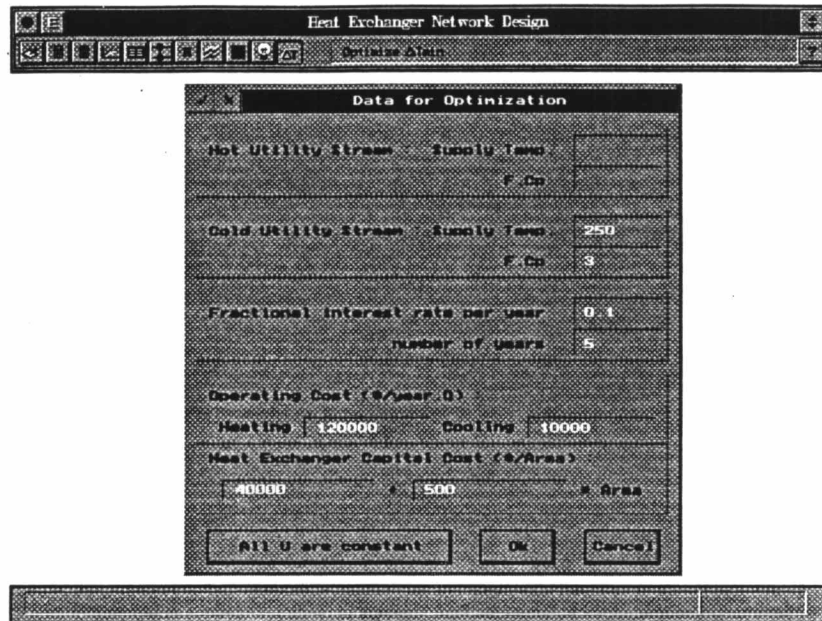 Heat Exchanger Network Design
ΔT Optimize ΔTmin ?
Data for Optimization
Hot Utility Stream : Supply Temp.
F.Cp
Cold Utility Stream : Supply Temp. 250
F.Cp 3
Fractional interest rate per year 0.1
number of years 5
Operating Cost ($/year.Q)
Heating 120000 Cooling 10000
Heat Exchanger Capital Cost ($/Area)
40000 + 500 * Area
All U are constant Ok Cancel